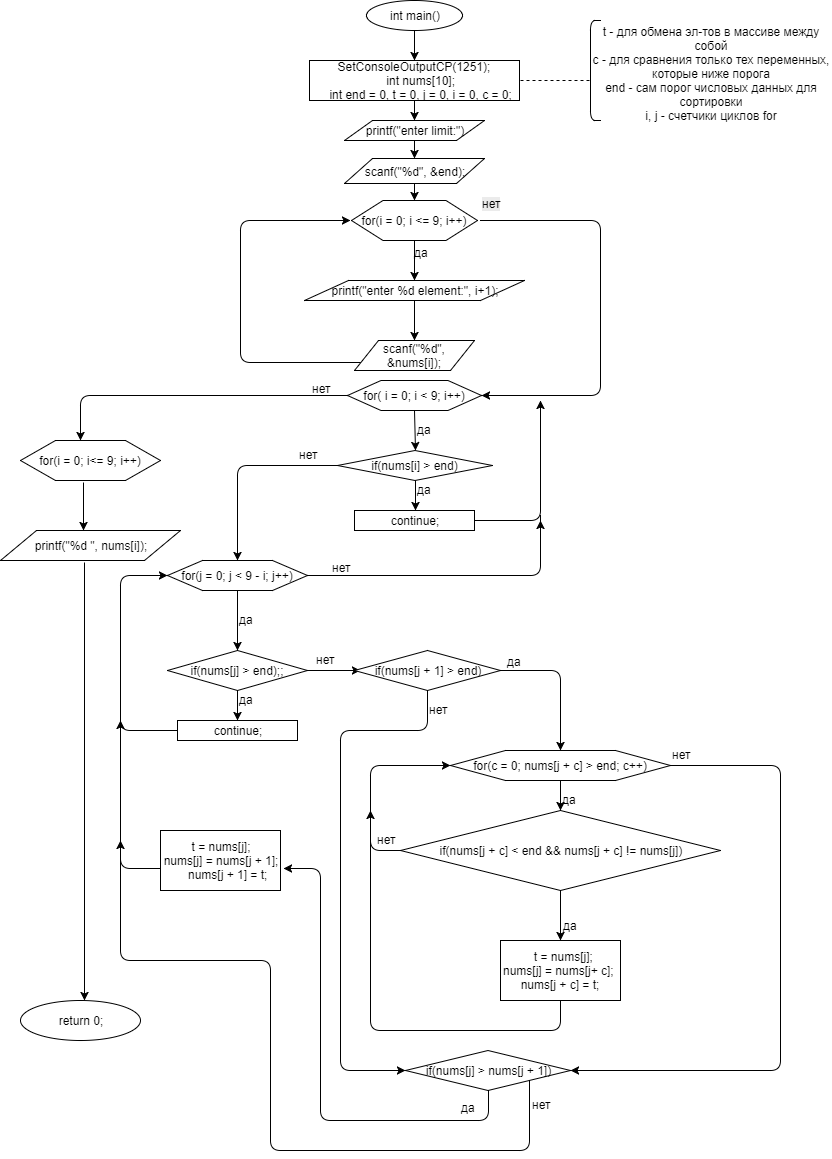 int main()
SetConsoleOutputCP(1251);
int nums[10];
int end = 0, t = 0, j = 0, i = 0, c = 0;
t - для обмена эл-тов в массиве между
собой
c - для сравнения только тех переменных,
которые ниже порога
end - сам порог числовых данных для
сортировки
i, j - счетчики циклов for
printf("enter limit:")
scanf("%d", &end);
нет
for(i = 0; i <= 9; i++)
да
printf("enter %d element:", i+1);
scanf("%d",
&nums[i]);
нет
for( i = 0; i < 9; i++)
да
for(i = 0; i<= 9; i++)
нет
if(nums[i] > end)
да
continue;
printf("%d ", nums[i]);
for(j = 0; j < 9 - i; j++)
нет
да
if(nums[j] > end);;
нет
if(nums[j + 1] > end)
да
да
нет
continue;
for(c = 0; nums[j + c] > end; c++)
нет
да
t = nums[j];
nums[j] = nums[j + 1];
nums[j + 1] = t;
нет
if(nums[j + c] < end && nums[j + c] != nums[j])
да
t = nums[j];
nums[j] = nums[j+ c];
nums[j + c] = t;
return 0;
if(nums[j] > nums[j + 1])
да
нет